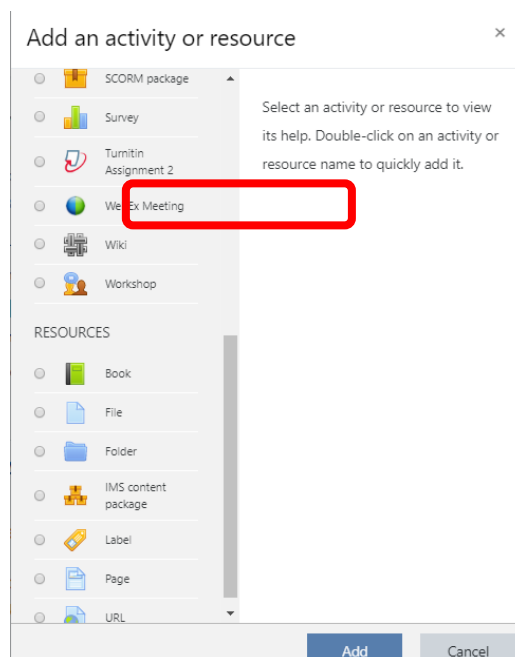 Add an activity or resource ×
SCORM package
Survey
Turnitin
Assignment 2
WebEx Meeting
Wiki
Workshop
RESOURCES
Book
File
Folder
IMS content
package
Label
Page
URL
Select an activity or resource to view
its help. Double-click on an activity or
resource name to quickly add it.
Add Cancel